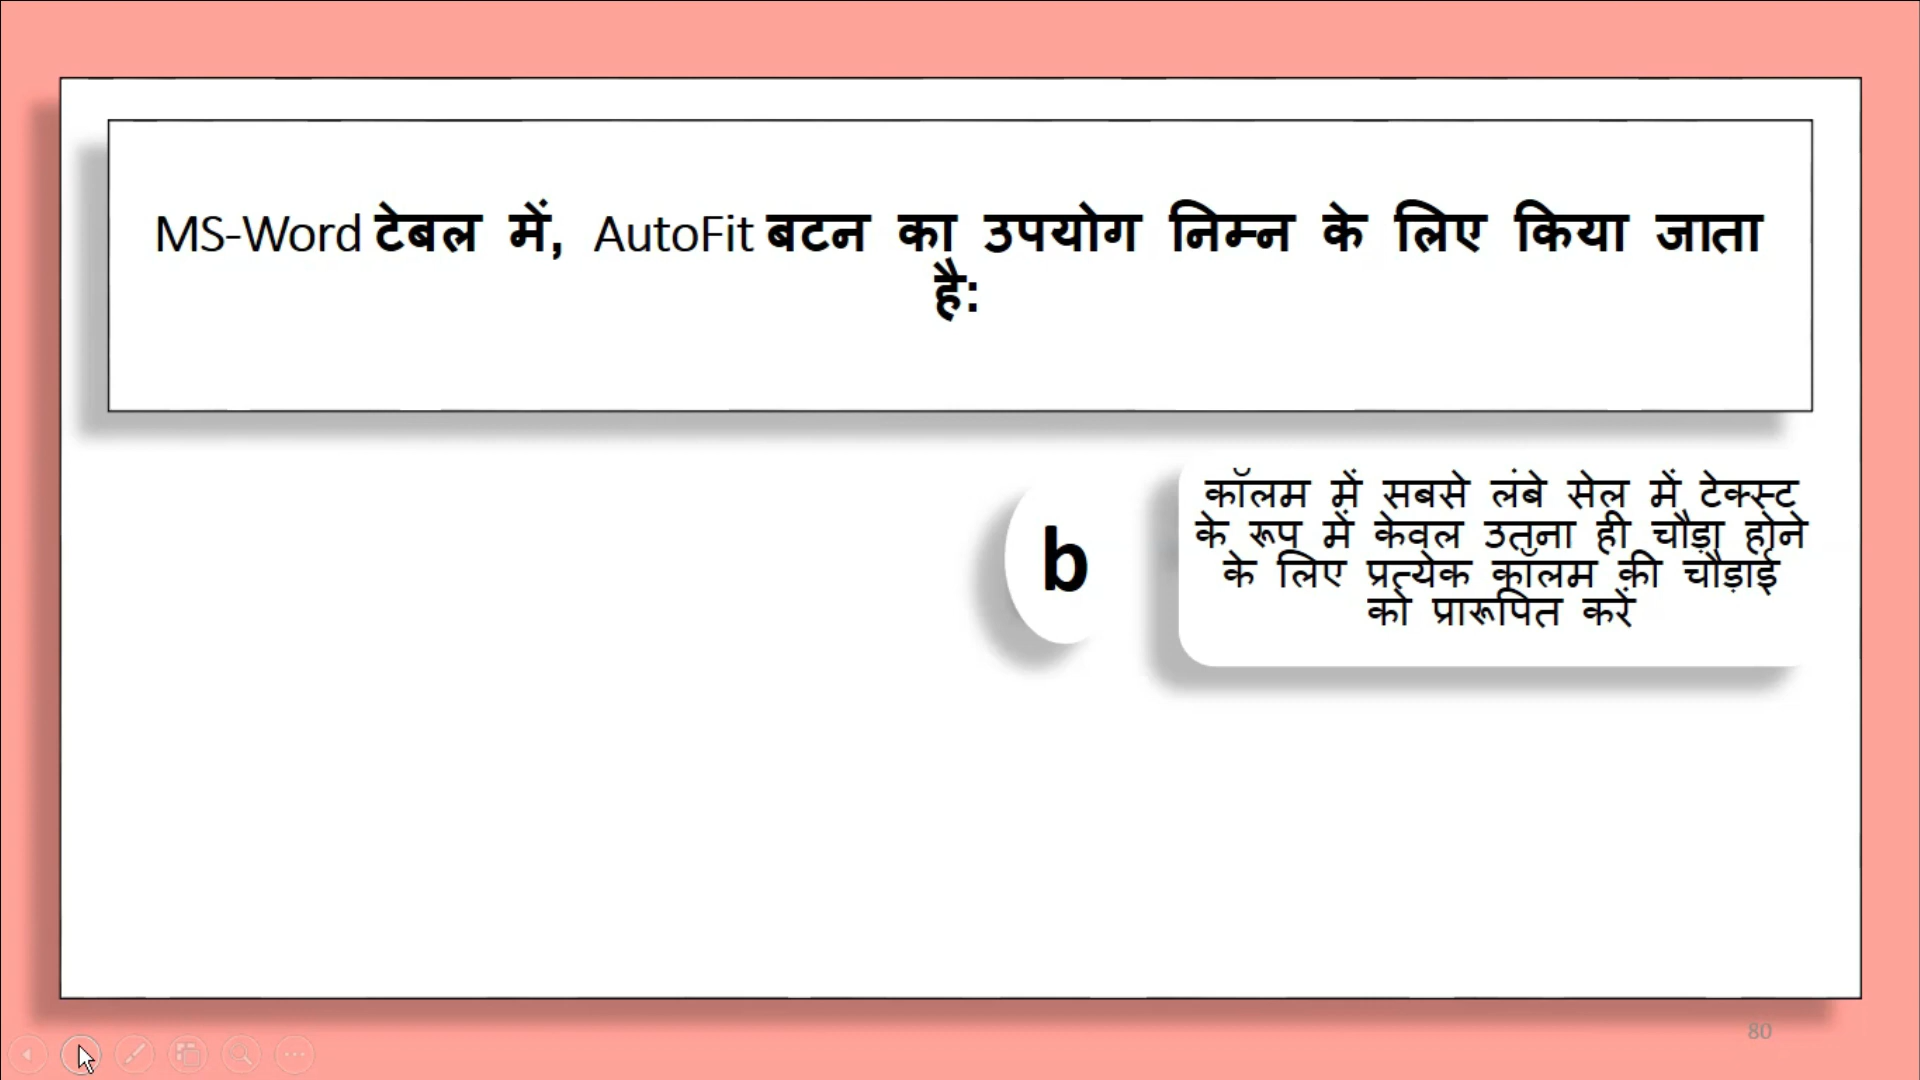 MS-Word टेबल में, AutoFit बटन का उपयोग निम्न के लिए किया जाता
है:
b
कॉलम में सबसे लंबे सेल में टेक्स्ट
के रूप में केवल उतना ही चौड़ा होने
के लिए प्रत्येक कॉलम की चौड़ाई
को प्रारूपित करें
80